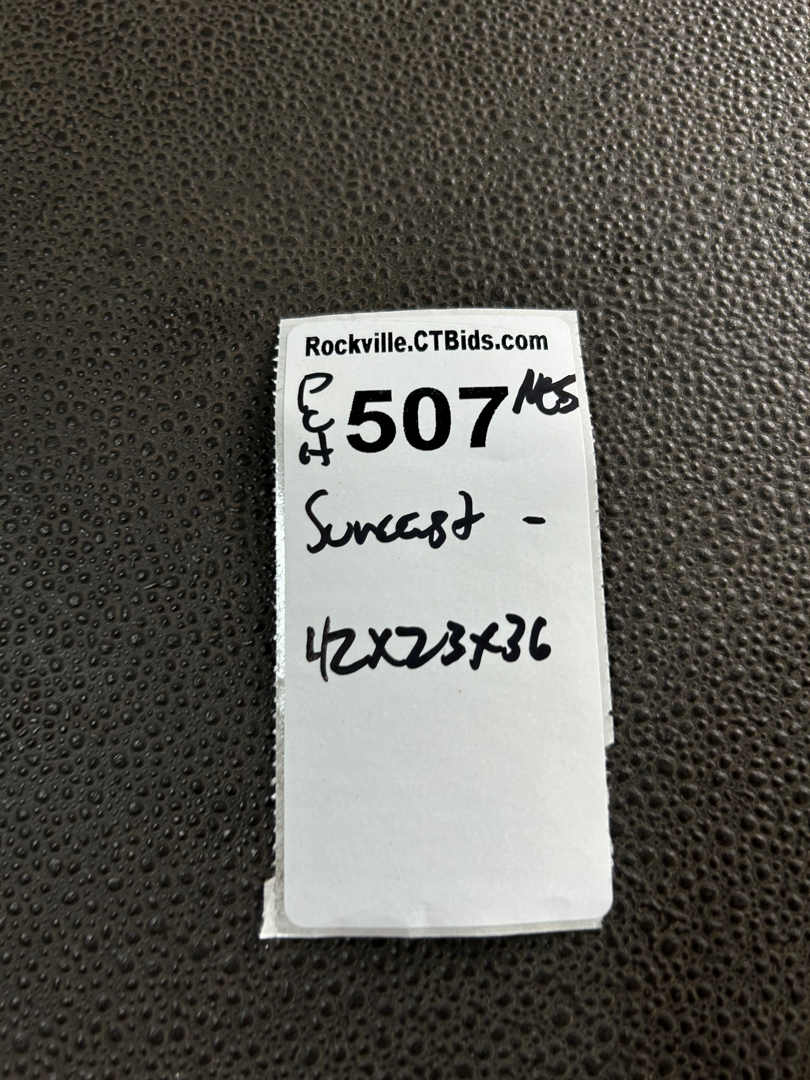 Rockville.CTBids.com
507
Suncast -
42x23x36